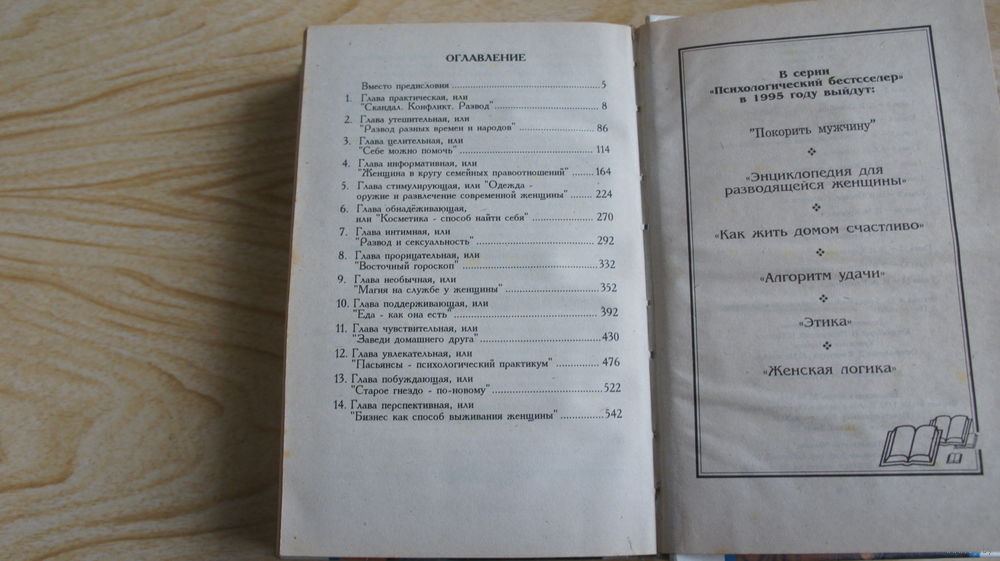 ОГЛАВЛЕНИЕ
Вместо предисловия ........ 5
1. Глава практическая, или
"Скандал. Конфликт. Развод" ........ 8
2. Глава утешительная, или
"Развод разных времен и народов" ........ 86
3. Глава целительная, или
"Себе можно помочь" ........ 114
4. Глава информативная, или
"Женщина в кругу семейных правоотношений" ........ 164
5. Глава стимулирующая, или "Одежда -
оружие и развлечение современной женщины" ........ 224
6. Глава обнадёживающая,
или "Косметика - способ найти себя" ........ 270
7. Глава интимная, или
"Развод и сексуальность" ........ 292
8. Глава прорицательная, или
"Восточный гороскоп" ........ 332
9. Глава необычная, или
"Магия на службе у женщины" ........ 352
10. Глава поддерживающая, или
"Еда - как она есть" ........ 392
11. Глава чувствительная, или
"Заведи домашнего друга" ........ 430
12. Глава увлекательная, или
"Пасьянсы - психологический практикум" ........ 476
13. Глава побуждающая, или
"Старое гнездо - по-новому" ........ 522
14. Глава перспективная, или
"Бизнес как способ выживания женщины" ........ 542
В серии
«Психологический бестсселер»
в 1995 году выйдут:
"Покорить мужчину"
«Энциклопедия для
разводящейся женщины»
«Как жить домом счастливо»
«Алгоритм удачи»
«Этика»
«Женская логика»